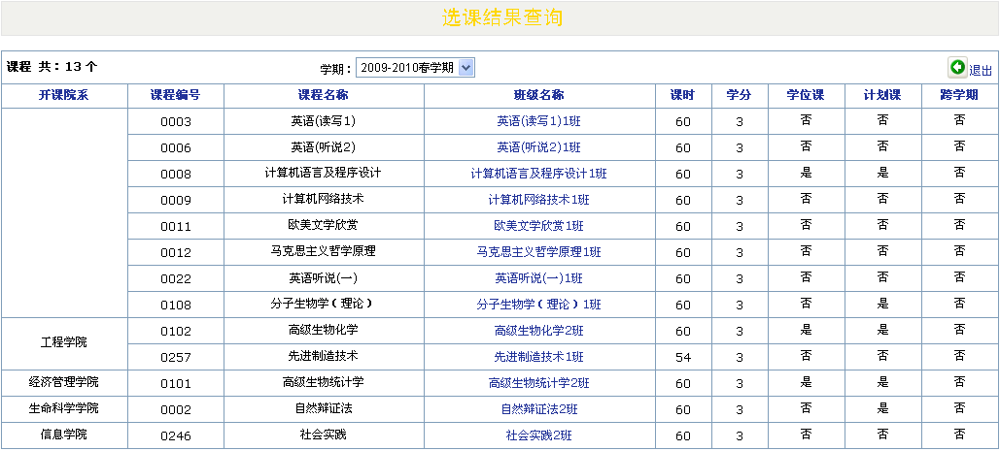 选课结果查询
课程 共：13 个 学期： 2009-2010春学期 退出
开课院系 课程编号 课程名称 班级名称 课时 学分 学位课 计划课 跨学期
0003 英语(读写1) 英语(读写1)1班 60 3 否 否 否
0006 英语(听说2) 英语(听说2)1班 60 3 否 否 否
0008 计算机语言及程序设计 计算机语言及程序设计1班 60 3 是 是 否
0009 计算机网络技术 计算机网络技术1班 60 3 否 否 否
0011 欧美文学欣赏 欧美文学欣赏1班 60 3 否 否 否
0012 马克思主义哲学原理 马克思主义哲学原理1班 60 3 否 否 否
0022 英语听说(一) 英语听说(一)1班 60 3 否 否 否
0108 分子生物学（理论） 分子生物学（理论）1班 60 3 否 是 否
工程学院 0102 高级生物化学 高级生物化学2班 60 3 是 是 否
0257 先进制造技术 先进制造技术1班 54 3 否 否 否
经济管理学院 0101 高级生物统计学 高级生物统计学2班 60 3 是 是 否
生命科学学院 0002 自然辩证法 自然辩证法2班 60 3 否 是 否
信息学院 0246 社会实践 社会实践2班 60 3 否 否 否